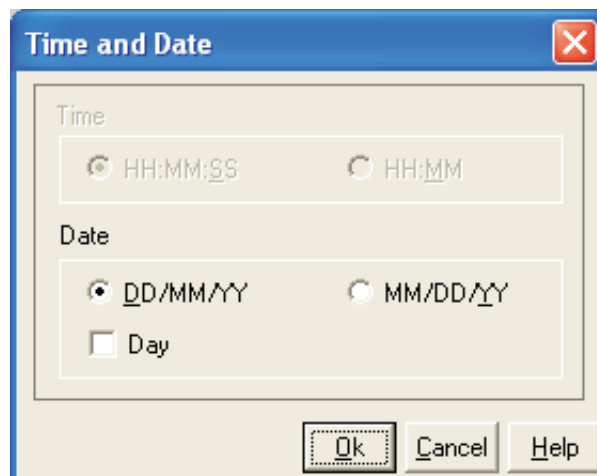 Time and Date
Time
HH:MM:SS HH:MM
Date
DD/MM/YY MM/DD/YY
Day
Ok Cancel Help